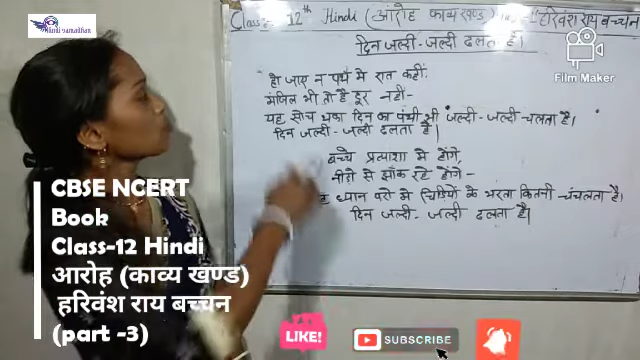 Hindi samadhan
Class- 12th Hindi (आरोह काव्य खण्ड) "हरिवंश राय बच्चन
दिन जल्दी-जल्दी ढलता है।
हो जाए न पथ मे रात कहीं,
मंजिल भी तो है दूर नहीं-
यह सोच थका दिन का पंथी भी जल्दी-जल्दी चलता है।
दिन जल्दी-जल्दी ढलता है।
बच्चे प्रत्याशा मे होंगे,
नीड़ो से झाँक रहे होंगे-
ध्यान परो मे चिड़ियों के भरता कितनी चंचलता है।
दिन जल्दी-जल्दी ढलता है।
Film Maker
CBSE NCERT
Book
Class-12 Hindi
आरोह (काव्य खण्ड)
हरिवंश राय बच्चन
(part -3)
LIKE!
SUBSCRIBE